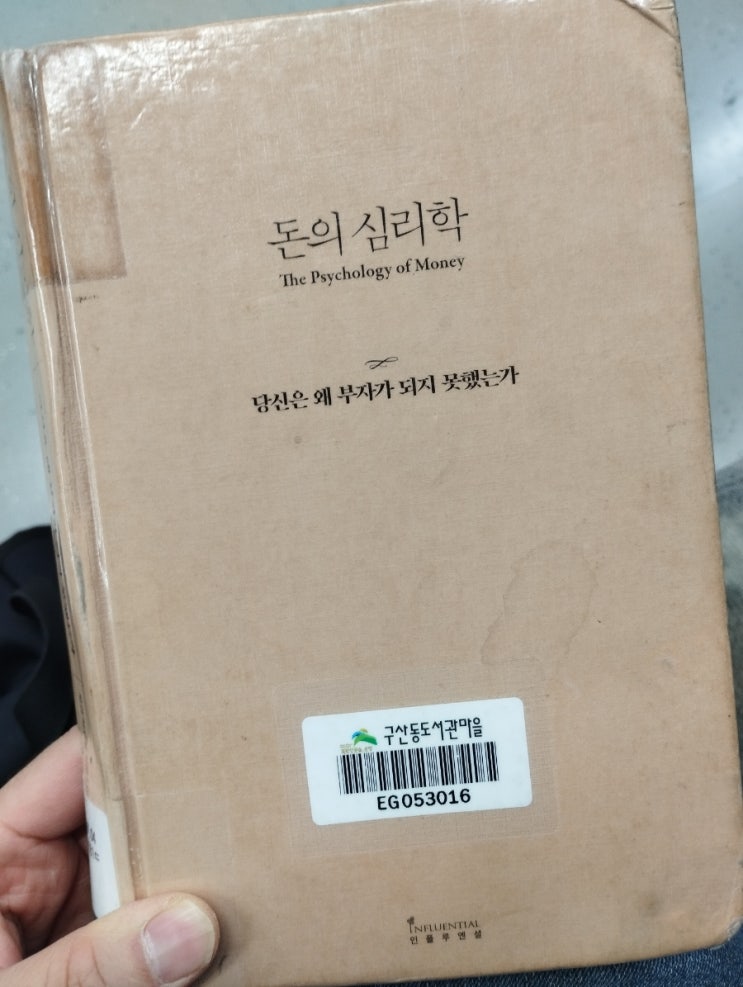 돈의 심리학
The Psychology of Money
당신은 왜 부자가 되지 못했는가
구산동도서관마을
EG053016
INFLUENTIAL
인플루엔셜